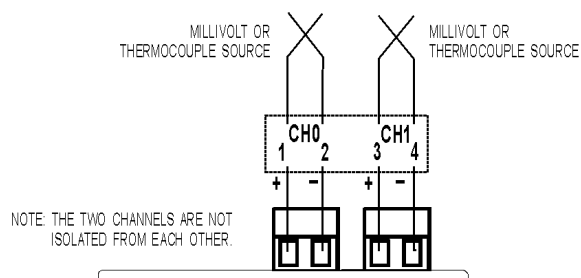 MILLIVOLT OR
THERMOCOUPLE SOURCE
MILLIVOLT OR
THERMOCOUPLE SOURCE
CH0 CH1
1 2 3 4
+ − + −
NOTE: THE TWO CHANNELS ARE NOT
ISOLATED FROM EACH OTHER.